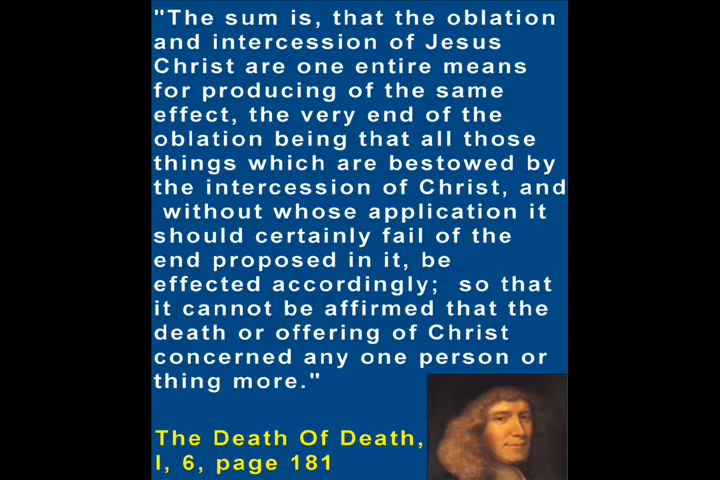 "The sum is, that the oblation
and intercession of Jesus
Christ are one entire means
for producing of the same
effect, the very end of the
oblation being that all those
things which are bestowed by
the intercession of Christ, and
without whose application it
should certainly fail of the
end proposed in it, be
effected accordingly; so that
it cannot be affirmed that the
death or offering of Christ
concerned any one person or
thing more."
The Death Of Death,
I, 6, page 181